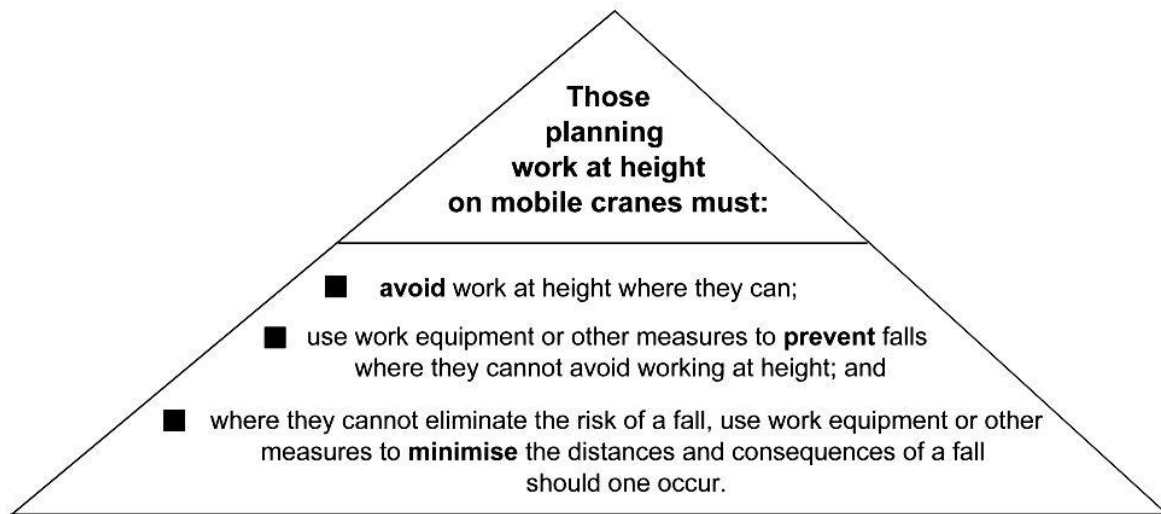 Those
planning
work at height
on mobile cranes must:
■ avoid work at height where they can;
■ use work equipment or other measures to prevent falls
where they cannot avoid working at height; and
■ where they cannot eliminate the risk of a fall, use work equipment or other
measures to minimise the distances and consequences of a fall
should one occur.